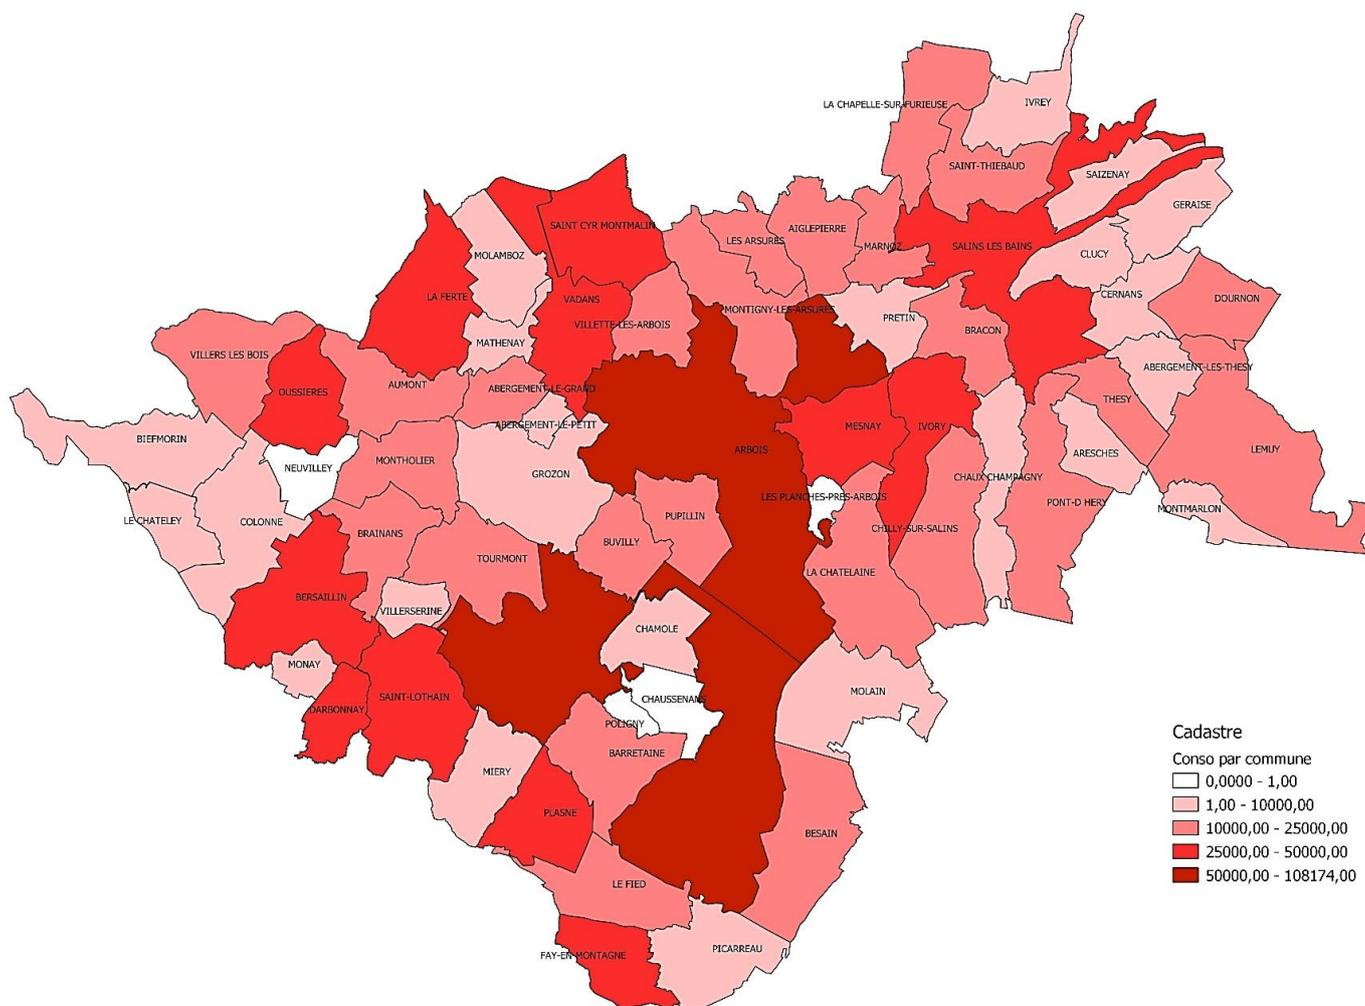 LA CHAPELLE-SUR-FURIEUSE
IVREY
SAINT-THIEBAUD
SAIZENAY
GERAISE
SAINT CYR MONTMALIN
LES ARSURES
AIGLEPIERRE
MARNOZ
SALINS LES BAINS
CLUCY
MOLAMBOZ
LA FERTE
VADANS
CERNANS
DOURNON
MONTIGNY-LES-ARSURES
PRETIN
VILLETTE-LES-ARBOIS
BRACON
MATHENAY
VILLERS LES BOIS
ABERGEMENT-LES-THESY
OUSSIERES
AUMONT
ABERGEMENT-LE-GRAND
THESY
ABERGEMENT-LE-PETIT
MESNAY
IVORY
BIEFMORIN
ARBOIS
LEMUY
ARESCHES
NEUVILLEY
MONTHOLIER
GROZON
CHAUX CHAMPAGNY
LES PLANCHES-PRES-ARBOIS
PONT-D HERY
MONTMARLON
LE CHATELEY
COLONNE
PUPILLIN
CHILLY-SUR-SALINS
BRAINANS
BUVILLY
TOURMONT
LA CHATELAINE
BERSAILLIN
VILLERSERINE
CHAMOLE
MONAY
MOLAIN
SAINT-LOTHAIN
CHAUSSENANS
DARBONNAY
POLIGNY
BARRETAINE
MIERY
PLASNE
BESAIN
LE FIED
PICARREAU
FAY-EN-MONTAGNE
Cadastre
Conso par commune
0,0000 - 1,00
1,00 - 10000,00
10000,00 - 25000,00
25000,00 - 50000,00
50000,00 - 108174,00